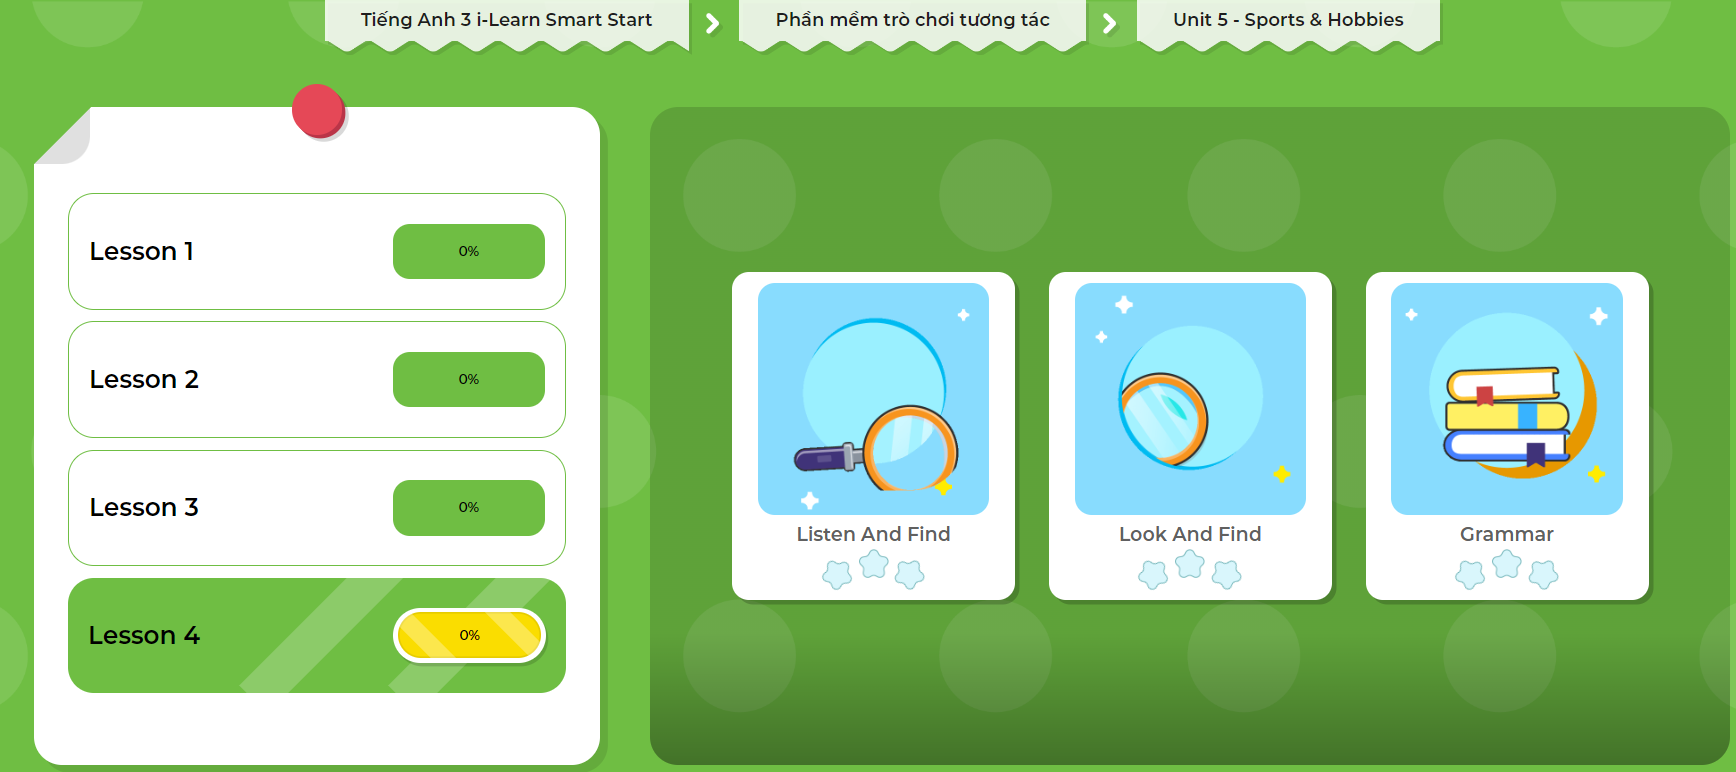 Tiếng Anh 3 i-Learn Smart Start
Phần mềm trò chơi tương tác
Unit 5 - Sports & Hobbies
Lesson 1
0%
Lesson 2
0%
Lesson 3
0%
Lesson 4
0%
Listen And Find
Look And Find
Grammar